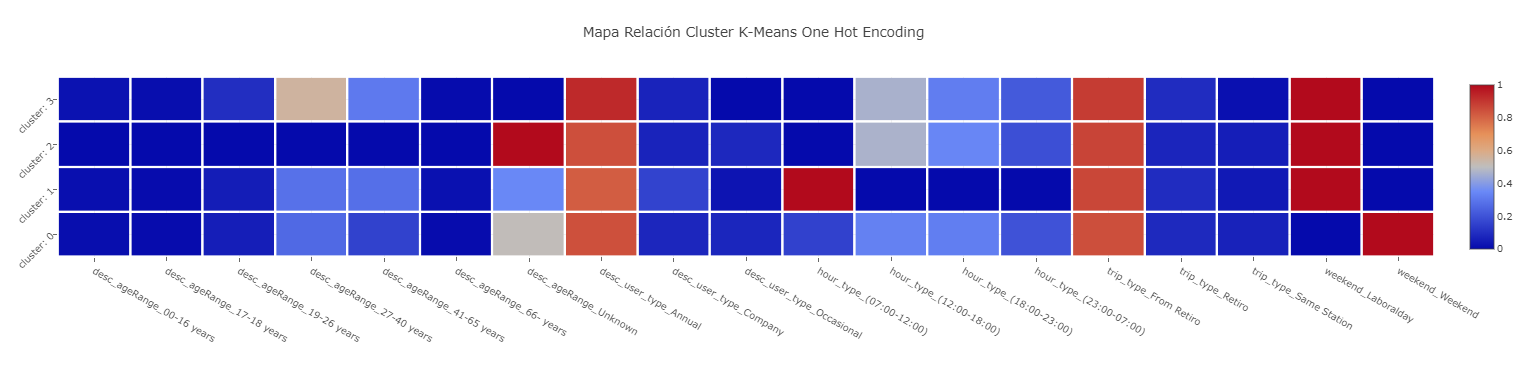 Mapa Relación Cluster K-Means One Hot Encoding
cluster: 3
cluster: 2
cluster: 1
cluster: 0
desc_ageRange_00-16 years
desc_ageRange_17-18 years
desc_ageRange_19-26 years
desc_ageRange_27-40 years
desc_ageRange_41-65 years
desc_ageRange_66- years
desc_ageRange_Unknown
desc_user_type_Annual
desc_user_type_Company
desc_user_type_Occasional
hour_type_(07:00-12:00)
hour_type_(12:00-18:00)
hour_type_(18:00-23:00)
hour_type_(23:00-07:00)
trip_type_From Retiro
trip_type_Retiro
trip_type_Same Station
weekend_Laboralday
weekend_Weekend
1
0.8
0.6
0.4
0.2
0